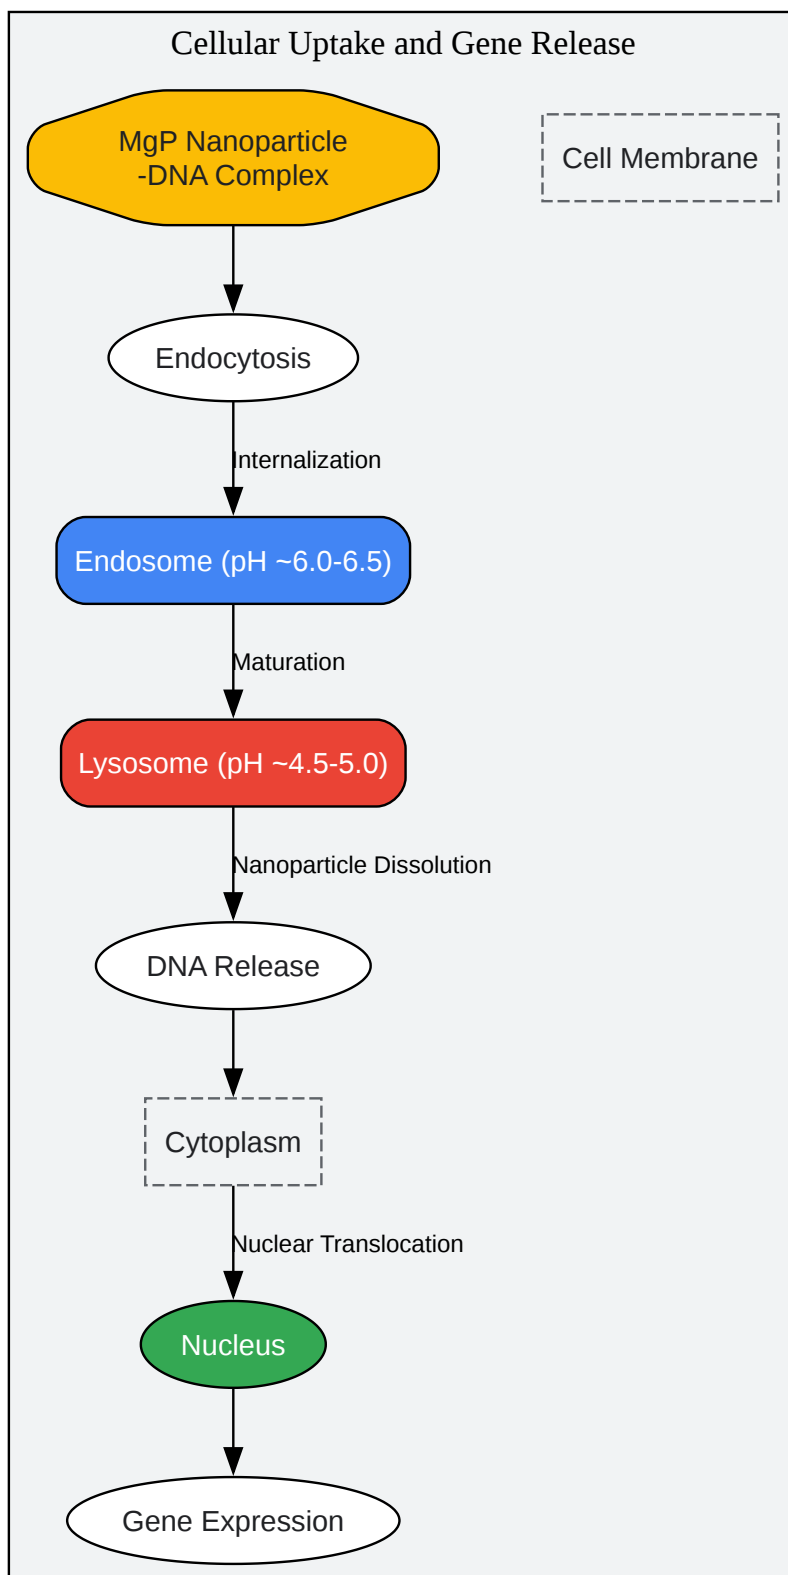 Cellular Uptake and Gene Release
MgP Nanoparticle
-DNA Complex
Cell Membrane
Endocytosis
Internalization
Endosome (pH ~6.0-6.5)
Maturation
Lysosome (pH ~4.5-5.0)
Nanoparticle Dissolution
DNA Release
Cytoplasm
Nuclear Translocation
Nucleus
Gene Expression